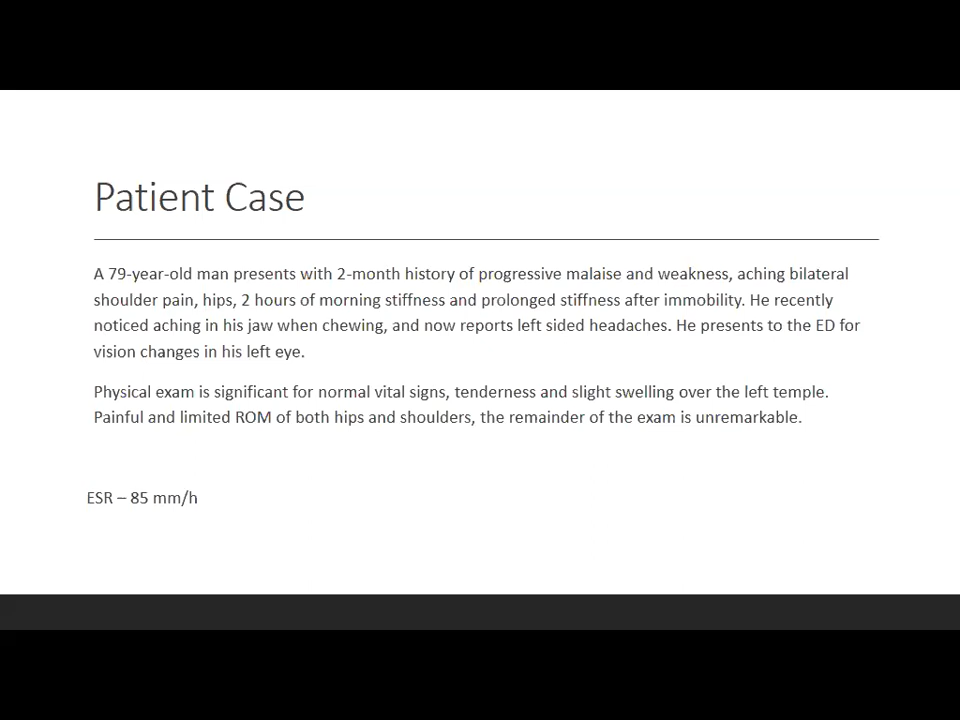 Patient Case
A 79-year-old man presents with 2-month history of progressive malaise and weakness, aching bilateral
shoulder pain, hips, 2 hours of morning stiffness and prolonged stiffness after immobility. He recently
noticed aching in his jaw when chewing, and now reports left sided headaches. He presents to the ED for
vision changes in his left eye.
Physical exam is significant for normal vital signs, tenderness and slight swelling over the left temple.
Painful and limited ROM of both hips and shoulders, the remainder of the exam is unremarkable.
ESR – 85 mm/h